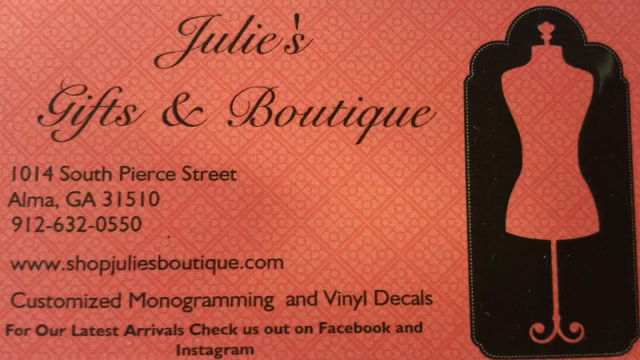 Julie's
Gifts & Boutique
1014 South Pierce Street
Alma, GA 31510
912-632-0550
www.shopjuliesboutique.com
Customized Monogramming and Vinyl Decals
For Our Latest Arrivals Check us out on Facebook and
Instagram